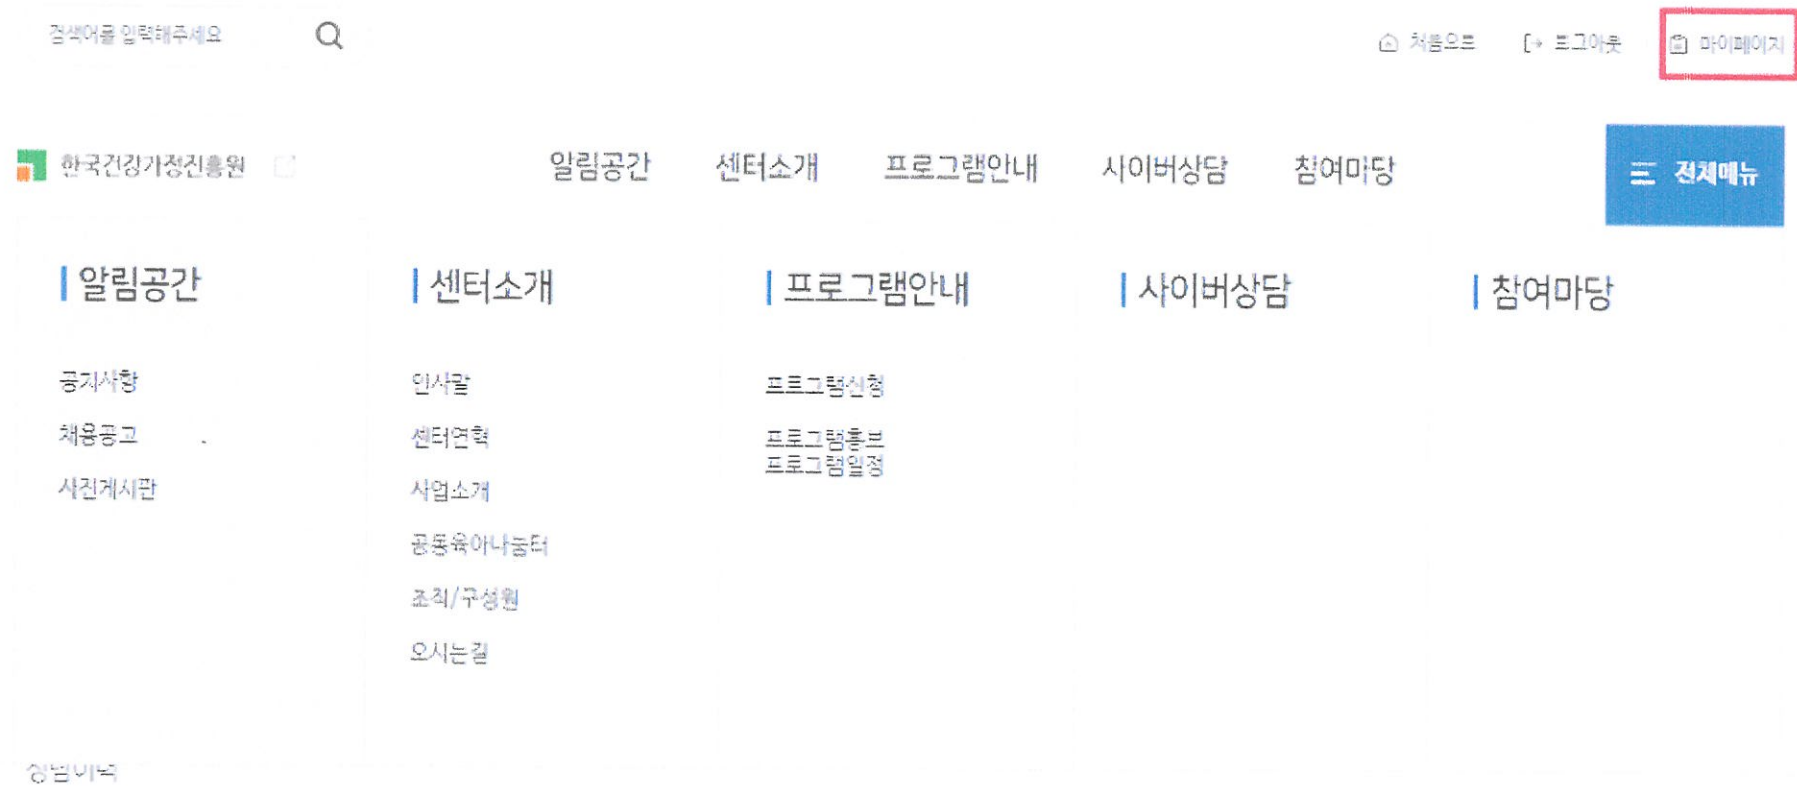 검색어를 입력해주세요
처음으로 로그아웃 마이페이지
한국건강가정진흥원 알림공간 센터소개 프로그램안내 사이버상담 참여마당 전체메뉴
알림공간
공지사항
채용공고
사진게시판
센터소개
인사말
센터연혁
사업소개
공동육아나눔터
조직/구성원
오시는길
프로그램안내
프로그램신청
프로그램홍보
프로그램일정
사이버상담
참여마당